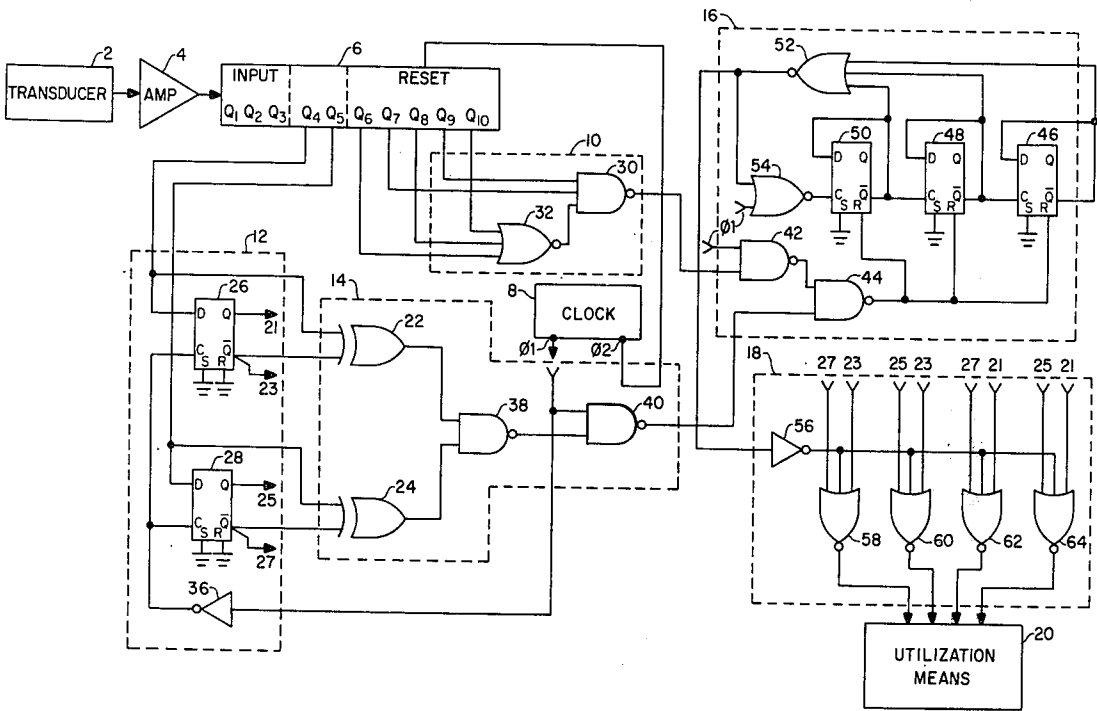 2
TRANSDUCER
4
AMP
6
INPUT RESET
Q1 Q2 Q3 Q4 Q5 Q6 Q7 Q8 Q9 Q10
10
30
32
12
26
D Q
C S R Q̅
21
23
28
D Q
C S R Q̅
25
27
36
14
22
24
38
40
8
CLOCK
Ø1 Ø2
16
52
54
Ø1
50
D Q
C S R Q̅
48
D Q
C S R Q̅
46
D Q
C S R Q̅
42
44
18
27 23 25 23 27 21 25 21
56
58
60
62
64
20
UTILIZATION
MEANS